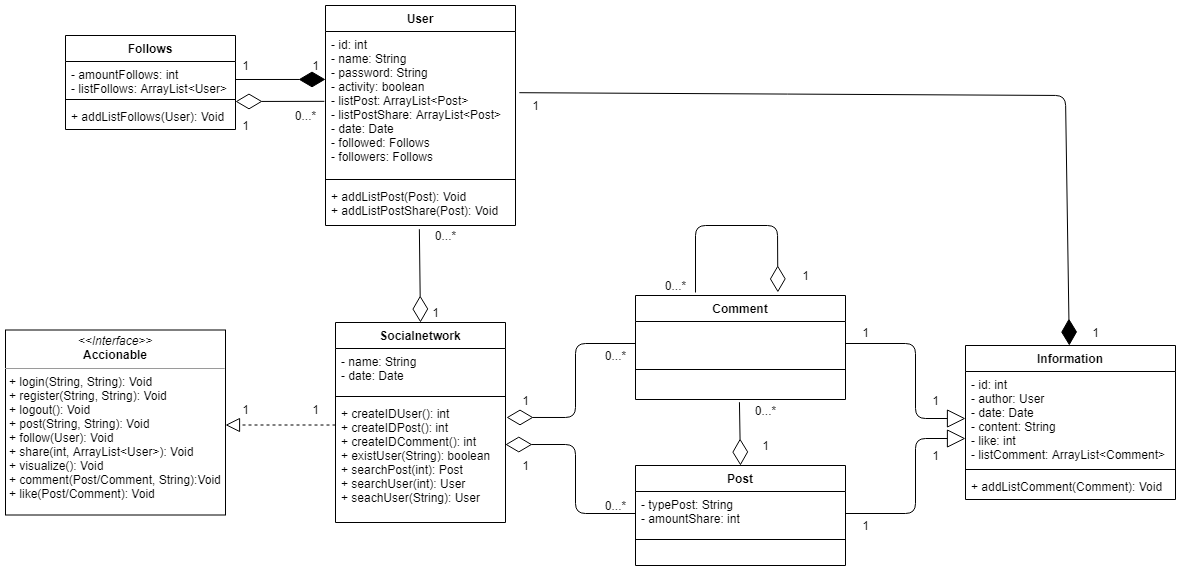 User
- id: int
- name: String
- password: String
- activity: boolean
- listPost: ArrayList<Post>
- listPostShare: ArrayList<Post>
- date: Date
- followed: Follows
- followers: Follows
+ addListPost(Post): Void
+ addListPostShare(Post): Void
Follows
- amountFollows: int
- listFollows: ArrayList<User>
+ addListFollows(User): Void
1
1
1
0...*
1
0...*
1
<<Interface>>
Accionable
+ login(String, String): Void
+ register(String, String): Void
+ logout(): Void
+ post(String, String): Void
+ follow(User): Void
+ share(int, ArrayList<User>): Void
+ visualize(): Void
+ comment(Post/Comment, String):Void
+ like(Post/Comment): Void
1
1
Socialnetwork
- name: String
- date: Date
+ createIDUser(): int
+ createIDPost(): int
+ createIDComment(): int
+ existUser(String): boolean
+ searchPost(int): Post
+ searchUser(int): User
+ seachUser(String): User
1
0...*
1
0...*
0...*
1
Comment
0...*
1
Post
- typePost: String
- amountShare: int
1
1
1
1
1
Information
- id: int
- author: User
- date: Date
- content: String
- like: int
- listComment: ArrayList<Comment>
+ addListComment(Comment): Void